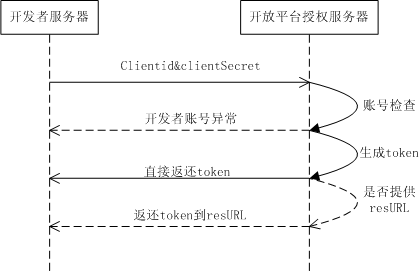 开发者服务器
开放平台授权服务器
Clientid&clientSecret
账号检查
开发者账号异常
生成token
直接返还token
是否提供
resURL
返还token到resURL